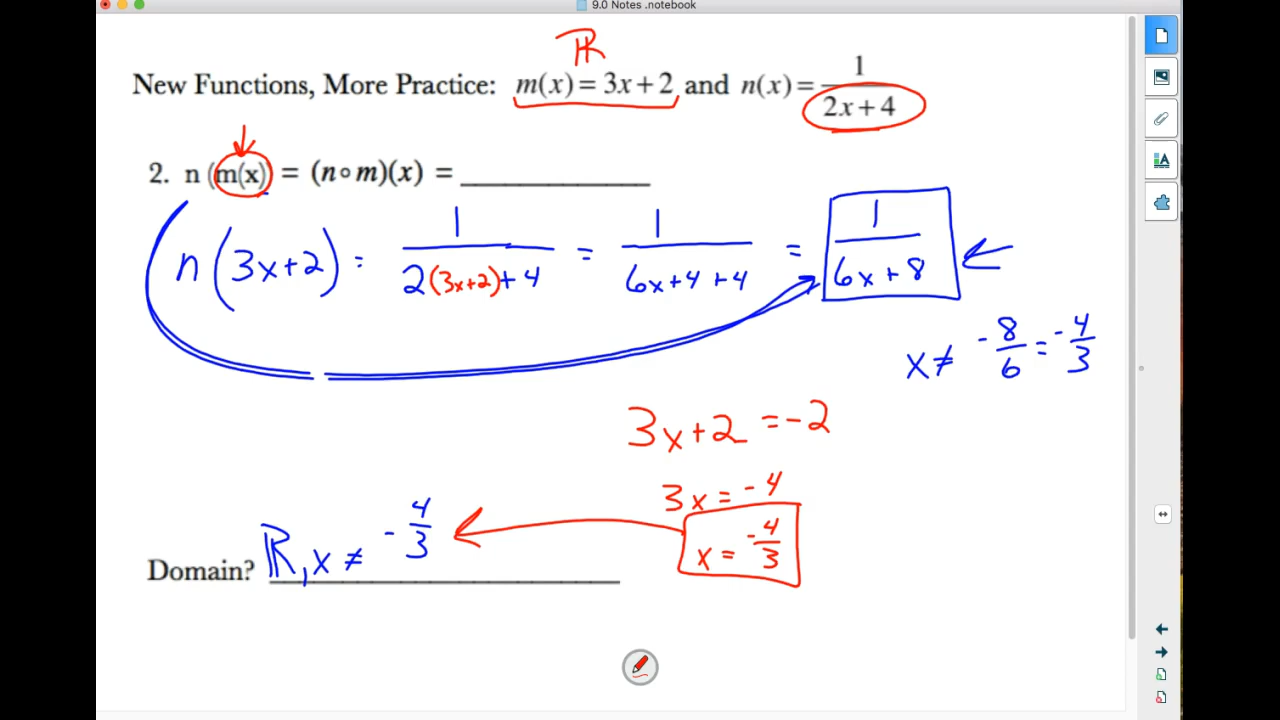 9.0 Notes .notebook
ℝ
New Functions, More Practice: m(x) = 3x + 2 and n(x) = 1/(2x + 4)
2. n (m(x)) = (n∘m)(x) = ____________
n(3x+2) = 1/(2(3x+2)+4) = 1/(6x+4+4) = 1/(6x+8)
x ≠ -8/6 = -4/3
3x+2 = -2
3x = -4
x = -4/3
Domain? ℝ, x ≠ -4/3